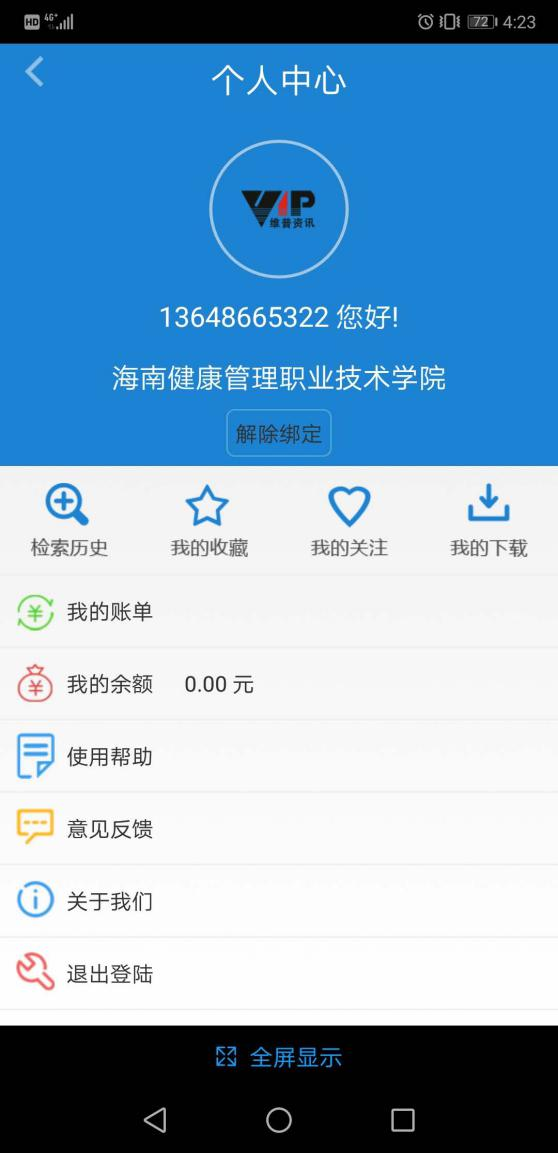 HD 4G+ 72 4:23
个人中心
VIP
维普资讯
13648665322 您好!
海南健康管理职业技术学院
解除绑定
检索历史 我的收藏 我的关注 我的下载
我的账单
我的余额 0.00 元
使用帮助
意见反馈
关于我们
退出登陆
全屏显示